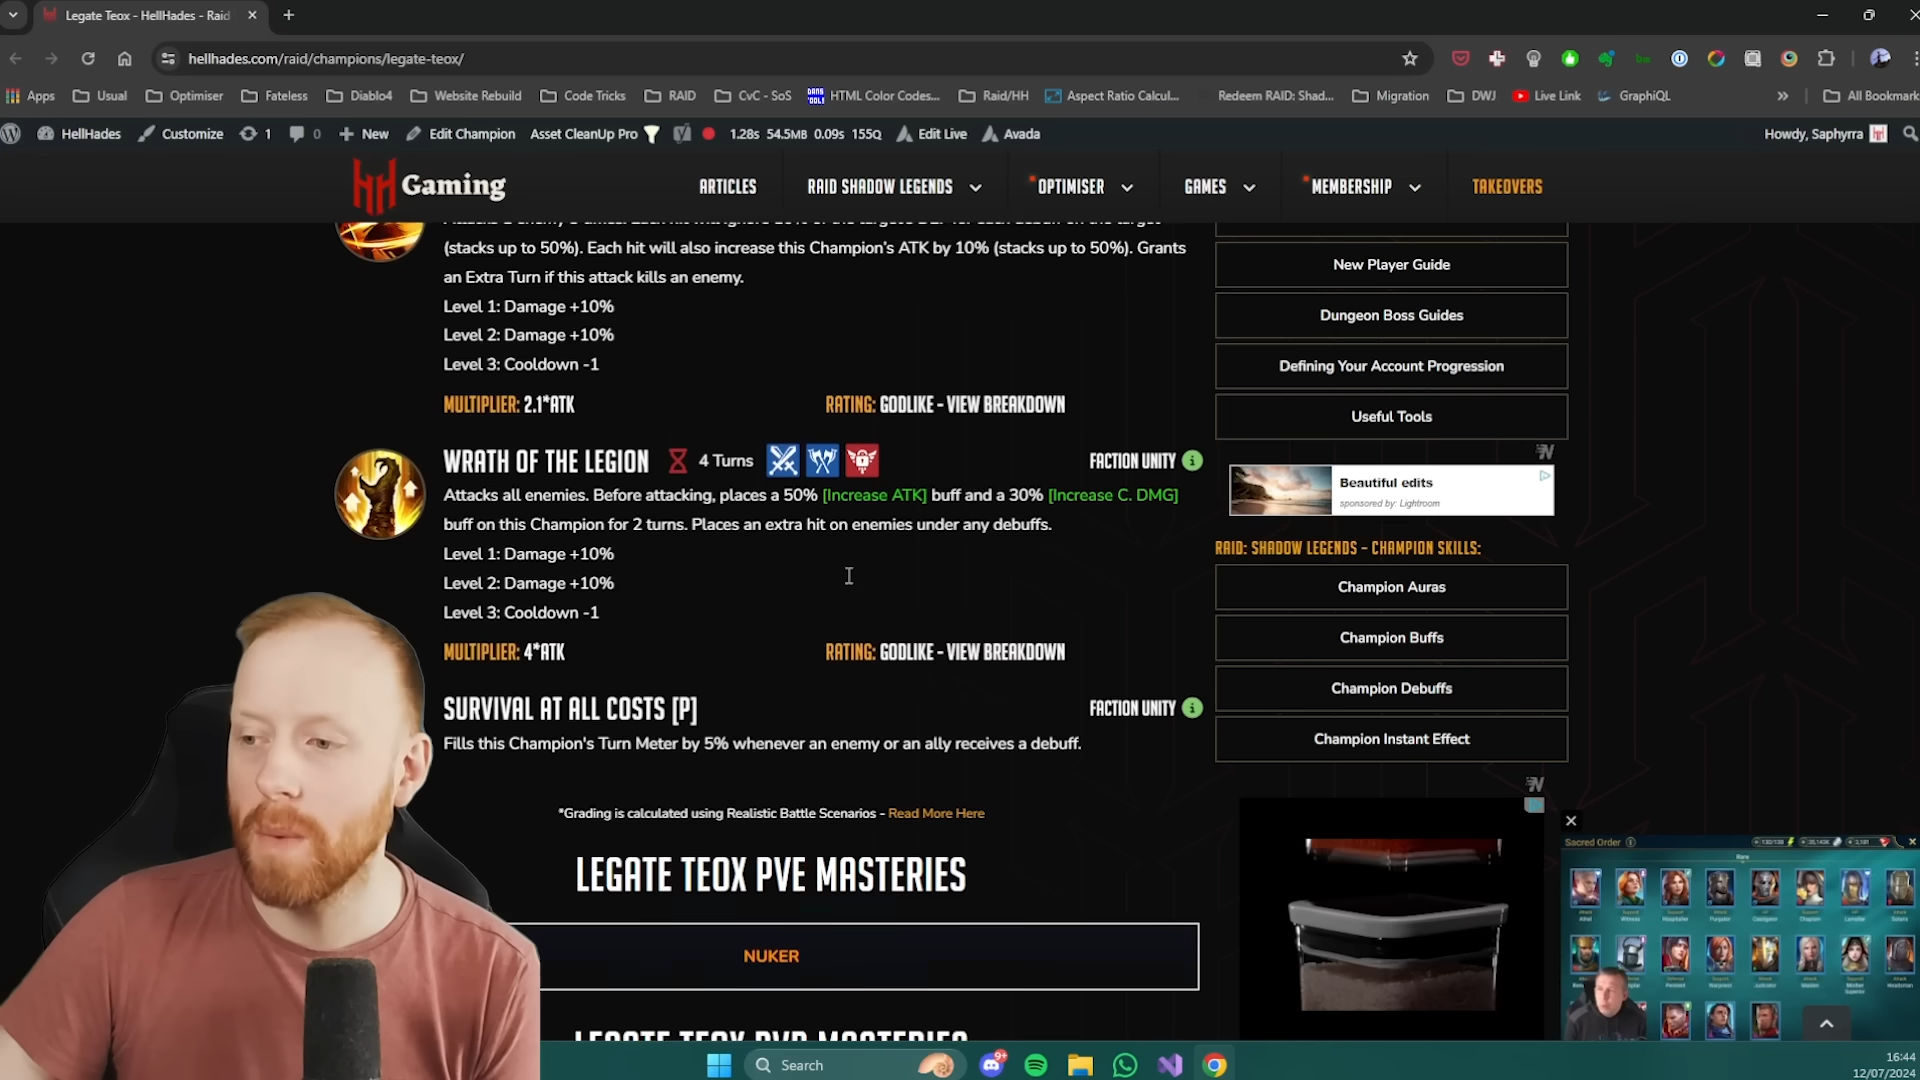 Legate Teox - HellHades - Raid
hellhades.com/raid/champions/legate-teox/
Apps Usual Optimiser Fateless Diablo4 Website Rebuild Code Tricks RAID CvC - SoS HTML Color Codes... Raid/HH Aspect Ratio Calcul... Redeem RAID: Shad... Migration DWJ Live Link GraphiQL » All Bookmark
HellHades Customize 1 0 New Edit Champion Asset CleanUp Pro 1.28s 54.5MB 0.09s 155Q Edit Live Avada Howdy, Saphyrra
Gaming ARTICLES RAID SHADOW LEGENDS OPTIMISER GAMES MEMBERSHIP TAKEOVERS
(stacks up to 50%). Each hit will also increase this Champion's ATK by 10% (stacks up to 50%). Grants
an Extra Turn if this attack kills an enemy.
Level 1: Damage +10%
Level 2: Damage +10%
Level 3: Cooldown -1
MULTIPLIER: 2.1*ATK RATING: GODLIKE - VIEW BREAKDOWN
WRATH OF THE LEGION 4 Turns FACTION UNITY
Attacks all enemies. Before attacking, places a 50% [Increase ATK] buff and a 30% [Increase C. DMG]
buff on this Champion for 2 turns. Places an extra hit on enemies under any debuffs.
Level 1: Damage +10%
Level 2: Damage +10%
Level 3: Cooldown -1
MULTIPLIER: 4*ATK RATING: GODLIKE - VIEW BREAKDOWN
SURVIVAL AT ALL COSTS [P] FACTION UNITY
Fills this Champion's Turn Meter by 5% whenever an enemy or an ally receives a debuff.
*Grading is calculated using Realistic Battle Scenarios - Read More Here
LEGATE TEOX PVE MASTERIES
NUKER
LEGATE TEOX PVP MASTERIES
New Player Guide
Dungeon Boss Guides
Defining Your Account Progression
Useful Tools
Beautiful edits
sponsored by: Lightroom
RAID: SHADOW LEGENDS - CHAMPION SKILLS:
Champion Auras
Champion Buffs
Champion Debuffs
Champion Instant Effect
Sacred Order
Rare
Search
9+
16:44
12/07/2024